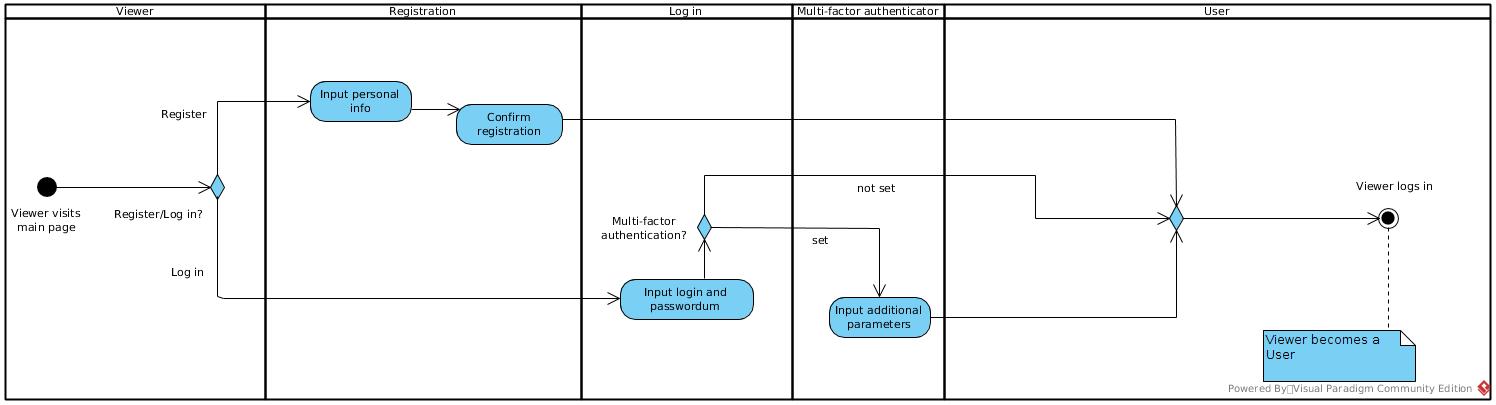 Viewer
Registration
Log in
Multi-factor authenticator
User
Input personal
info
Register
Confirm
registration
Viewer visits
main page
Register/Log in?
not set
Viewer logs in
Multi-factor
authentication?
set
Log in
Input login and
passwordum
Input additional
parameters
Viewer becomes a
User
Powered By Visual Paradigm Community Edition